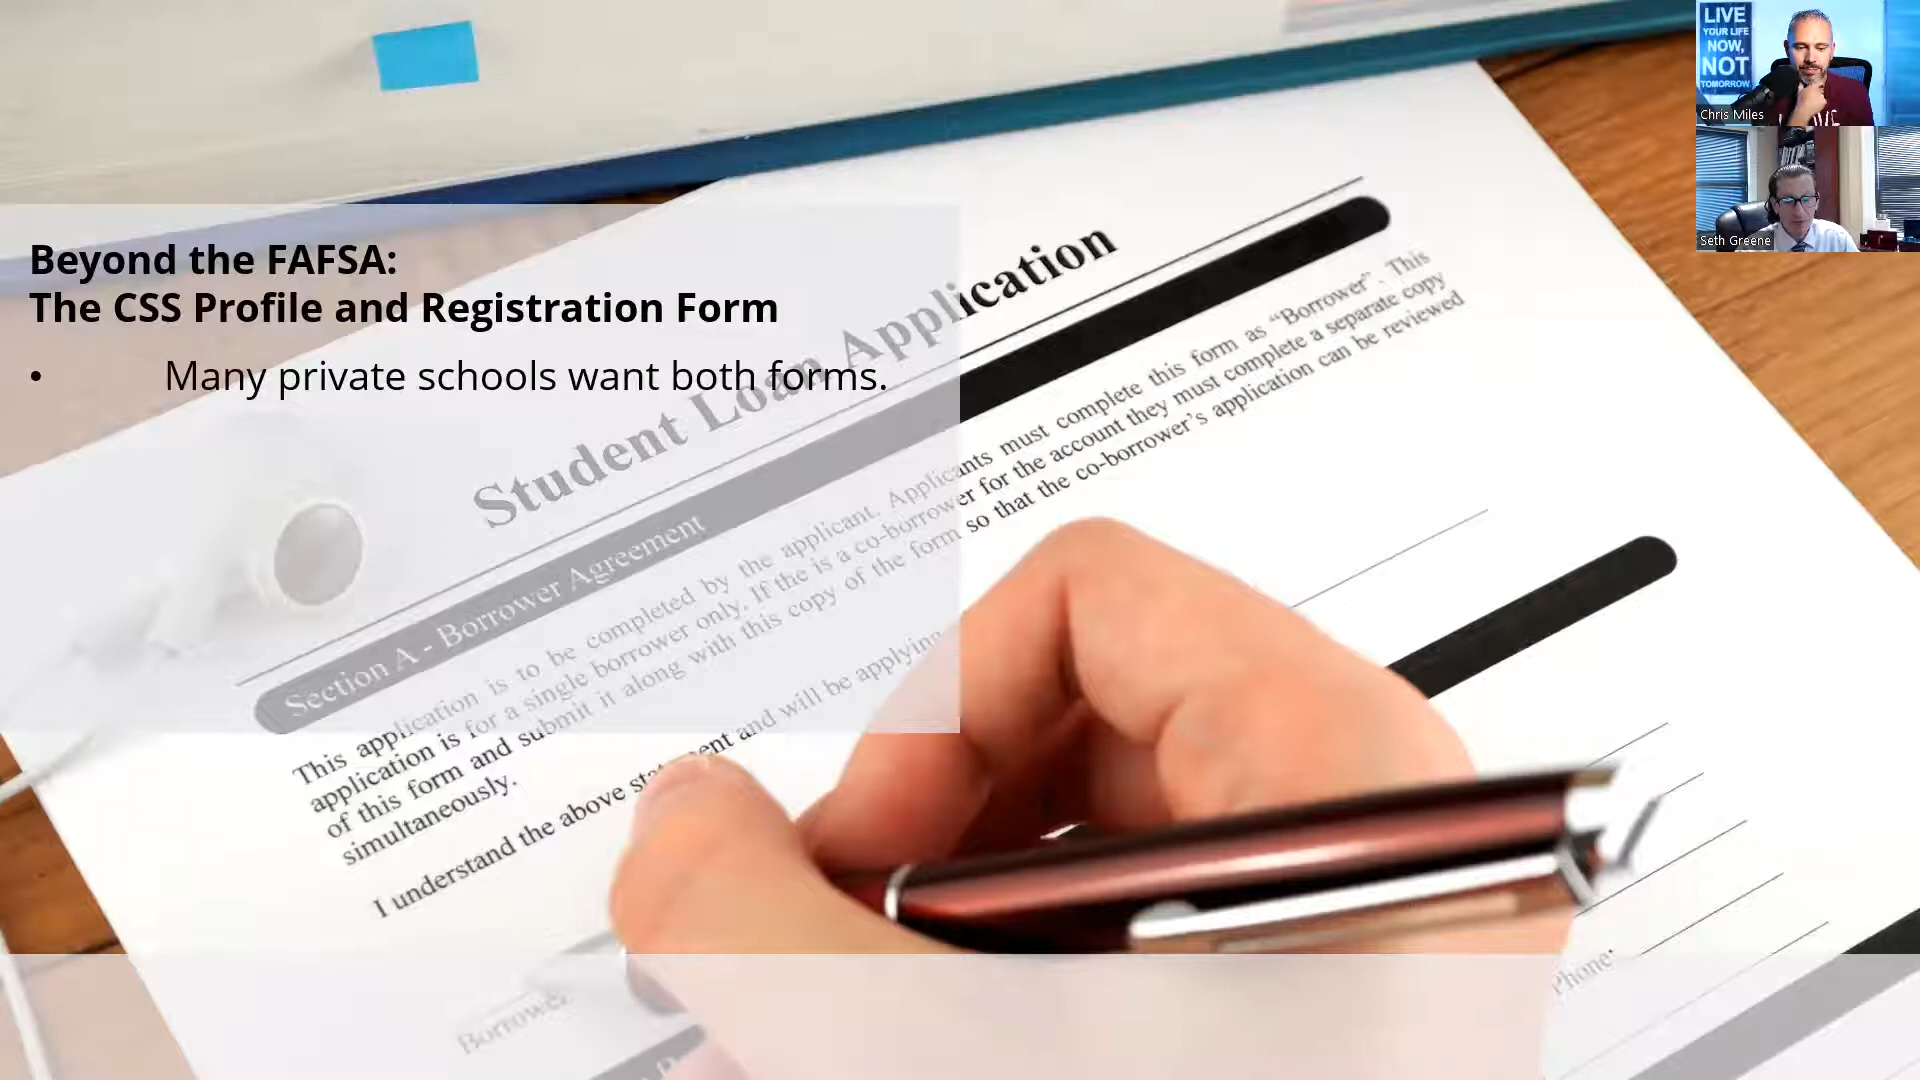 LIVE
YOUR LIFE
NOW,
NOT
TOMORROW
Chris Miles
Seth Greene
Beyond the FAFSA:
The CSS Profile and Registration Form
• Many private schools want both forms.
Student Loan Application
Section A - Borrower Agreement
This application is to be completed by the applicant. Applicants must complete this form as “Borrower”. This
application is for a single borrower only. If the is a co-borrower for the account they must complete a separate copy
of this form and submit it along with this copy of the form so that the co-borrower’s application can be reviewed
simultaneously.
I understand the above statement and will be applying
Borrower
Phone: